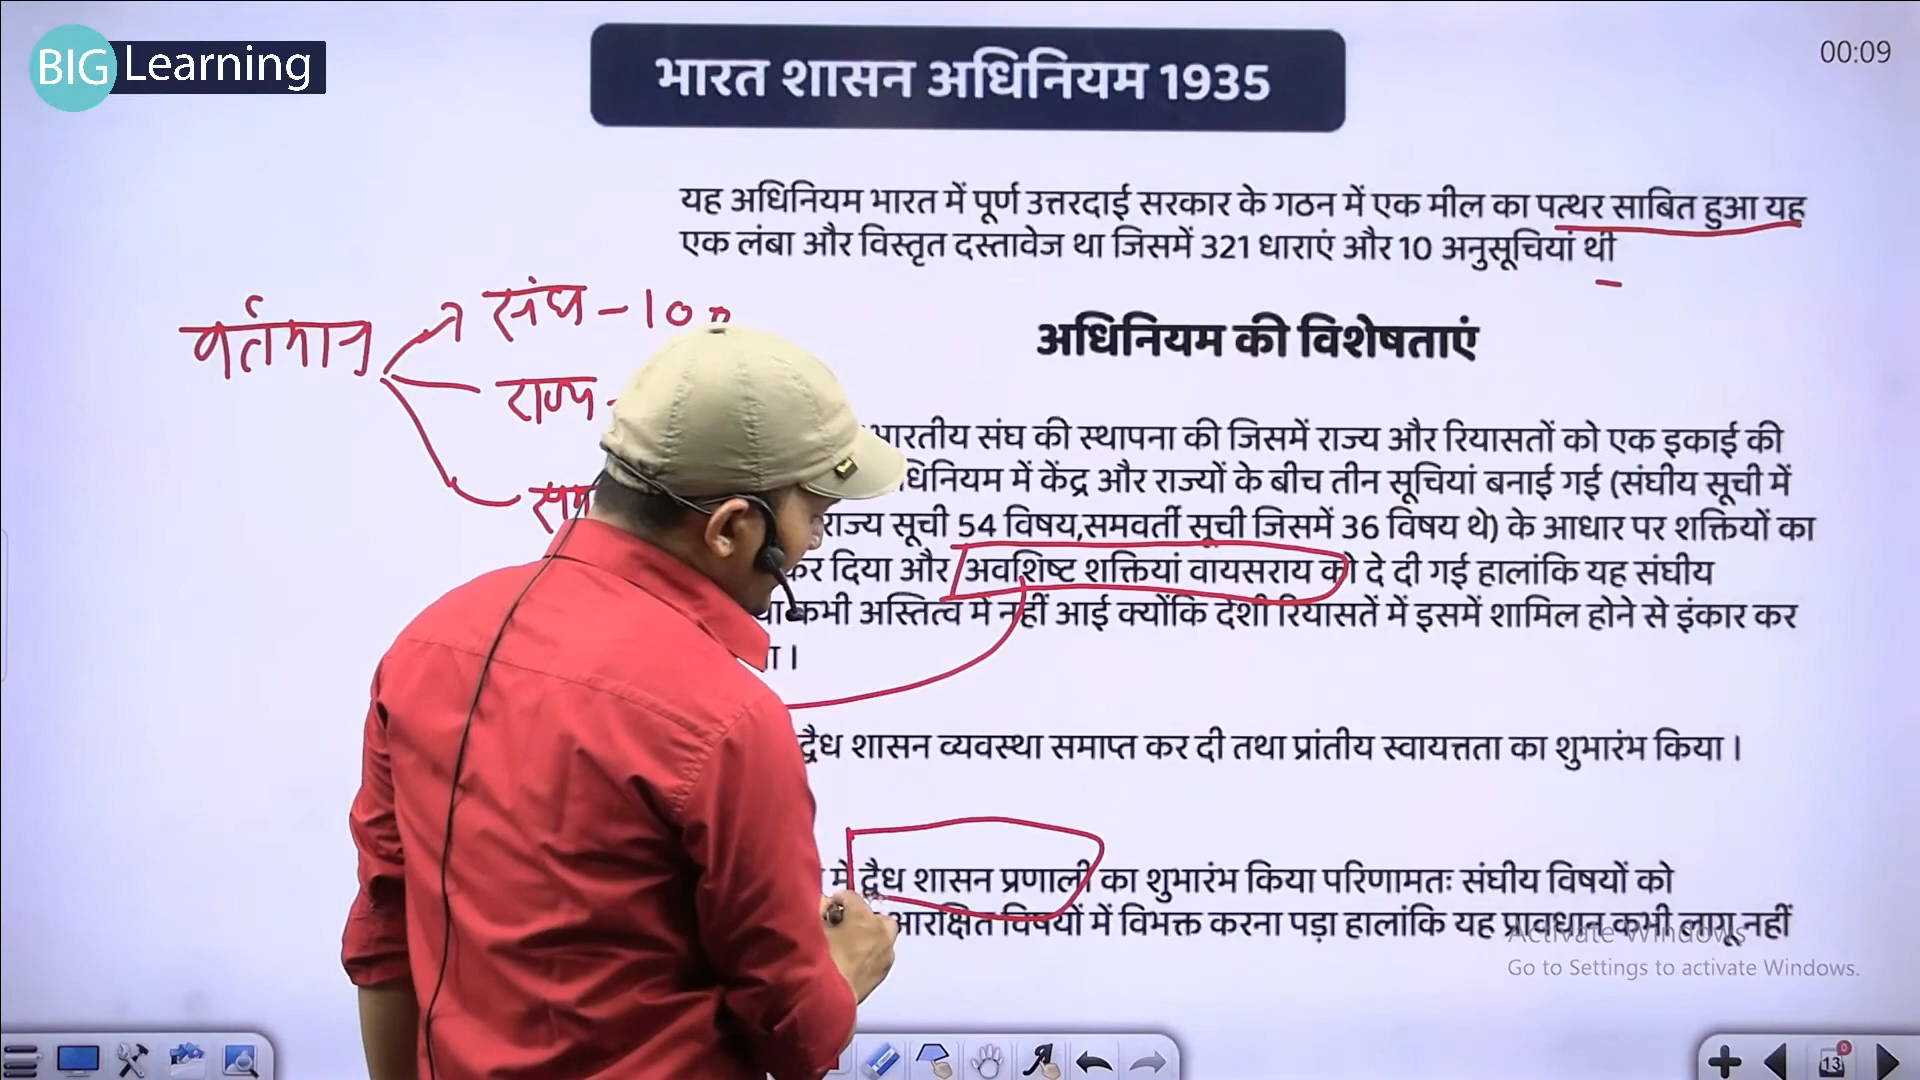 BIG Learning
00:09
भारत शासन अधिनियम 1935
यह अधिनियम भारत में पूर्ण उत्तरदाई सरकार के गठन में एक मील का पत्थर साबित हुआ यह
एक लंबा और विस्तृत दस्तावेज था जिसमें 321 धाराएं और 10 अनुसूचियां थी
वर्तमान
संघ - 100
राज्य -
अधिनियम की विशेषताएं
भारतीय संघ की स्थापना की जिसमें राज्य और रियासतों को एक इकाई की
में केंद्र और राज्यों के बीच तीन सूचियां बनाई गई (संघीय सूची में
राज्य सूची 54 विषय,समवर्ती सूची जिसमें 36 विषय थे) के आधार पर शक्तियों का
कर दिया और अवशिष्ट शक्तियां वायसराय को दे दी गई हालांकि यह संघीय
कभी अस्तित्व में नहीं आई क्योंकि देशी रियासतें में इसमें शामिल होने से इंकार कर
द्वैध शासन व्यवस्था समाप्त कर दी तथा प्रांतीय स्वायत्तता का शुभारंभ किया ।
में द्वैध शासन प्रणाली का शुभारंभ किया परिणामतः संघीय विषयों को
आरक्षित विषयों में विभक्त करना पड़ा हालांकि यह प्रावधान कभी लागू नहीं
Activate Windows
Go to Settings to activate Windows.
13